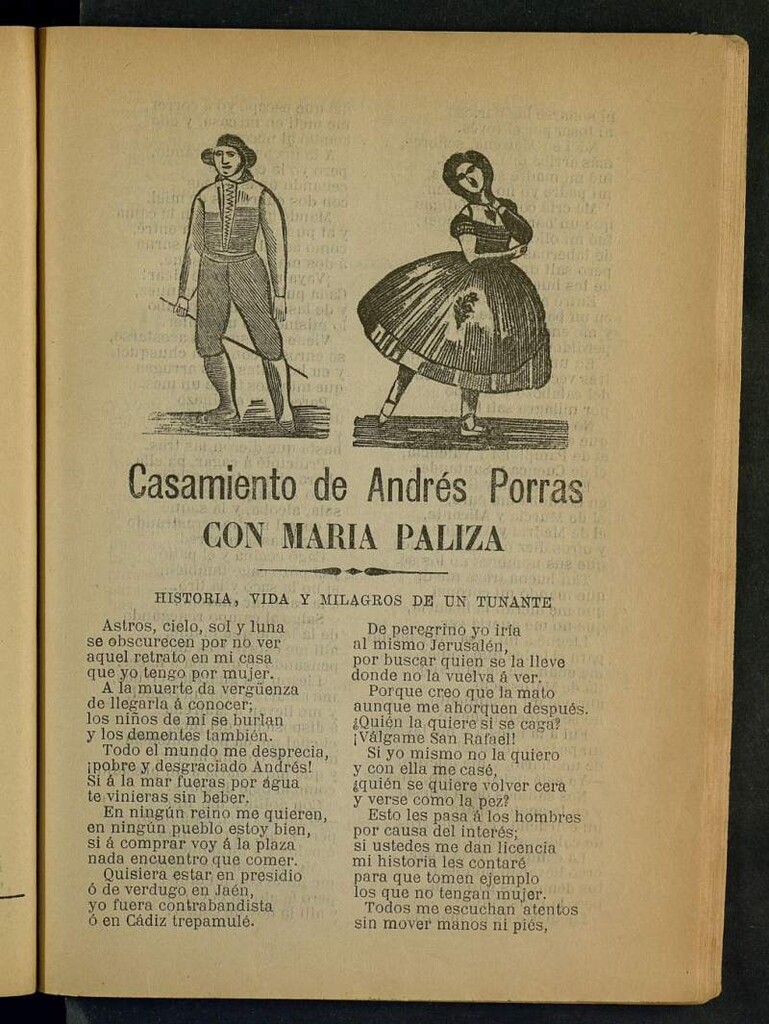 Casamiento de Andrés Porras
CON MARIA PALIZA
HISTORIA, VIDA Y MILAGROS DE UN TUNANTE
Astros, cielo, sol y luna
se obscurecen por no ver
aquel retrato en mi casa
que yo tengo por mujer.
A la muerte da vergüenza
de llegarla á conocer;
los niños de mí se burlan
y los dementes también.
Todo el mundo me desprecia,
¡pobre y desgraciado Andrés!
Si á la mar fueras por água
te vinieras sin beber.
En ningún reino me quieren,
en ningún pueblo estoy bien,
si á comprar voy á la plaza
nada encuentro que comer.
Quisiera estar en presidio
ó de verdugo en Jaén,
yo fuera contrabandista
ó en Cádiz trepamulé.
De peregrino yo iría
al mismo Jerusalén,
por buscar quien se la lleve
donde no la vuelva á ver.
Porque creo que la mato
aunque me ahorquen después.
¿Quién la quiere si se caga?
¡Válgame San Rafael!
Si yo mismo no la quiero
y con ella me casé,
¿quién se quiere volver cera
y verse como la pez?
Esto les pasa á los hombres
por causa del interés;
si ustedes me dan licencia
mi historia les contaré
para que tomen ejemplo
los que no tengan mujer.
Todos me escuchan atentos
sin mover manos ni piés,